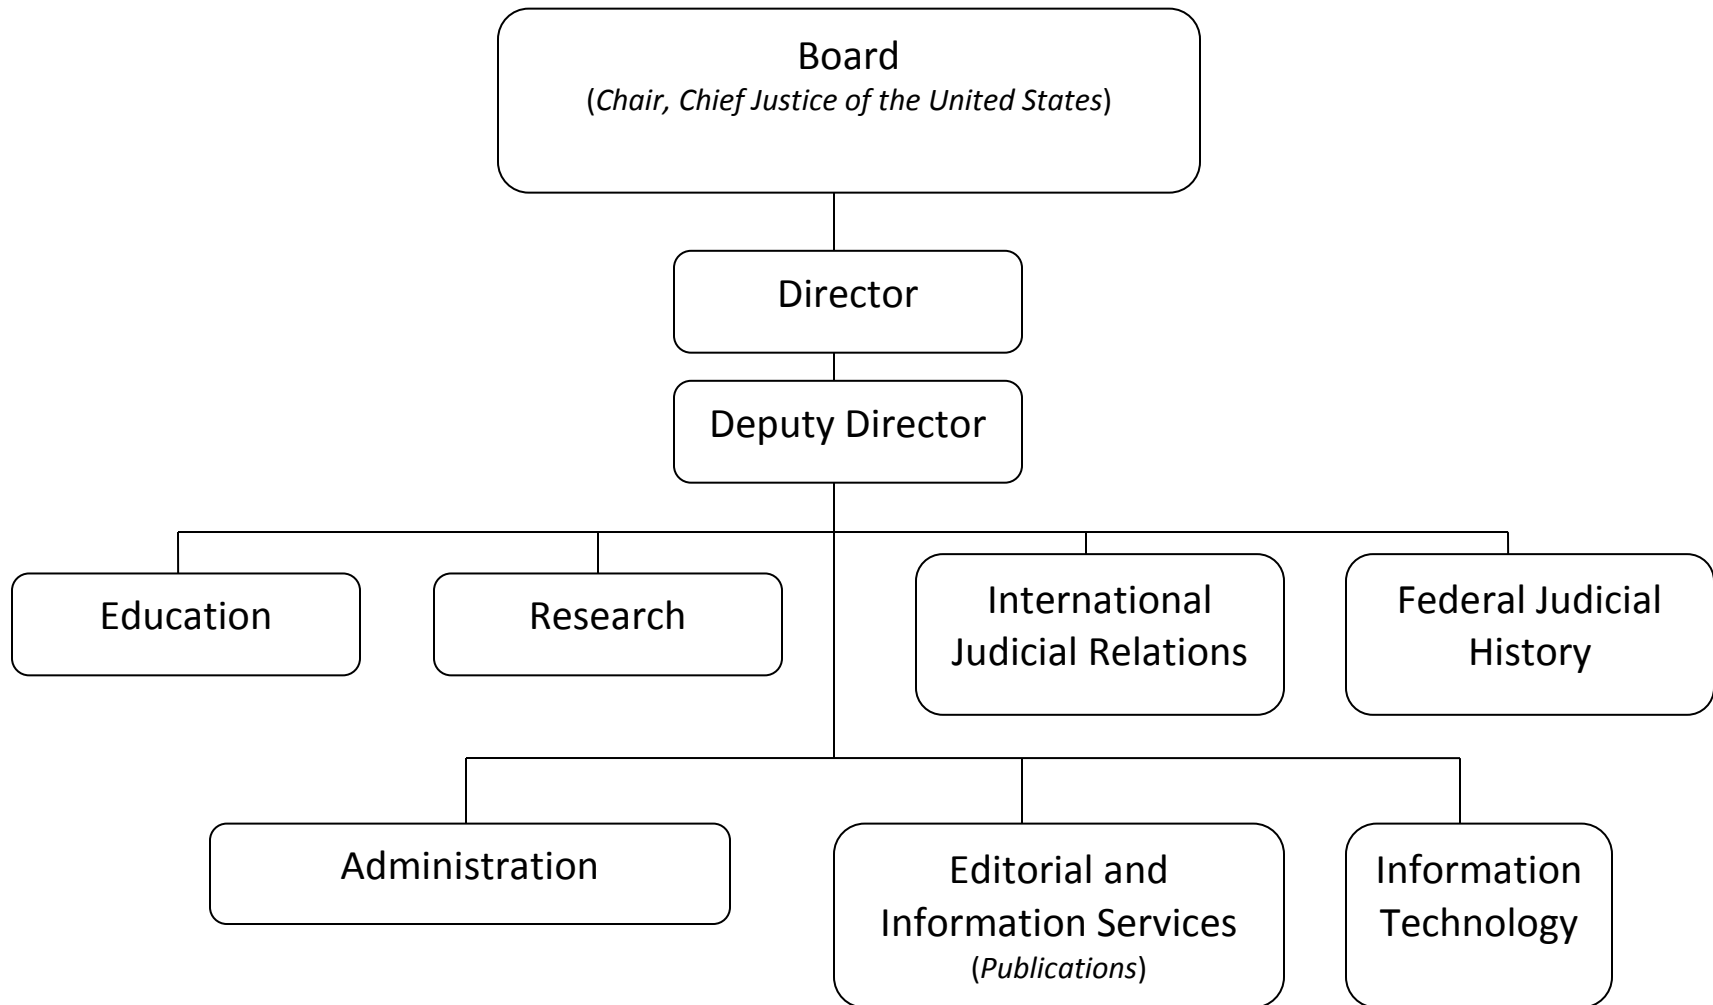 Board
(Chair, Chief Justice of the United States)
Director
Deputy Director
Education
Research
International
Judicial Relations
Federal Judicial
History
Administration
Editorial and
Information Services
(Publications)
Information
Technology